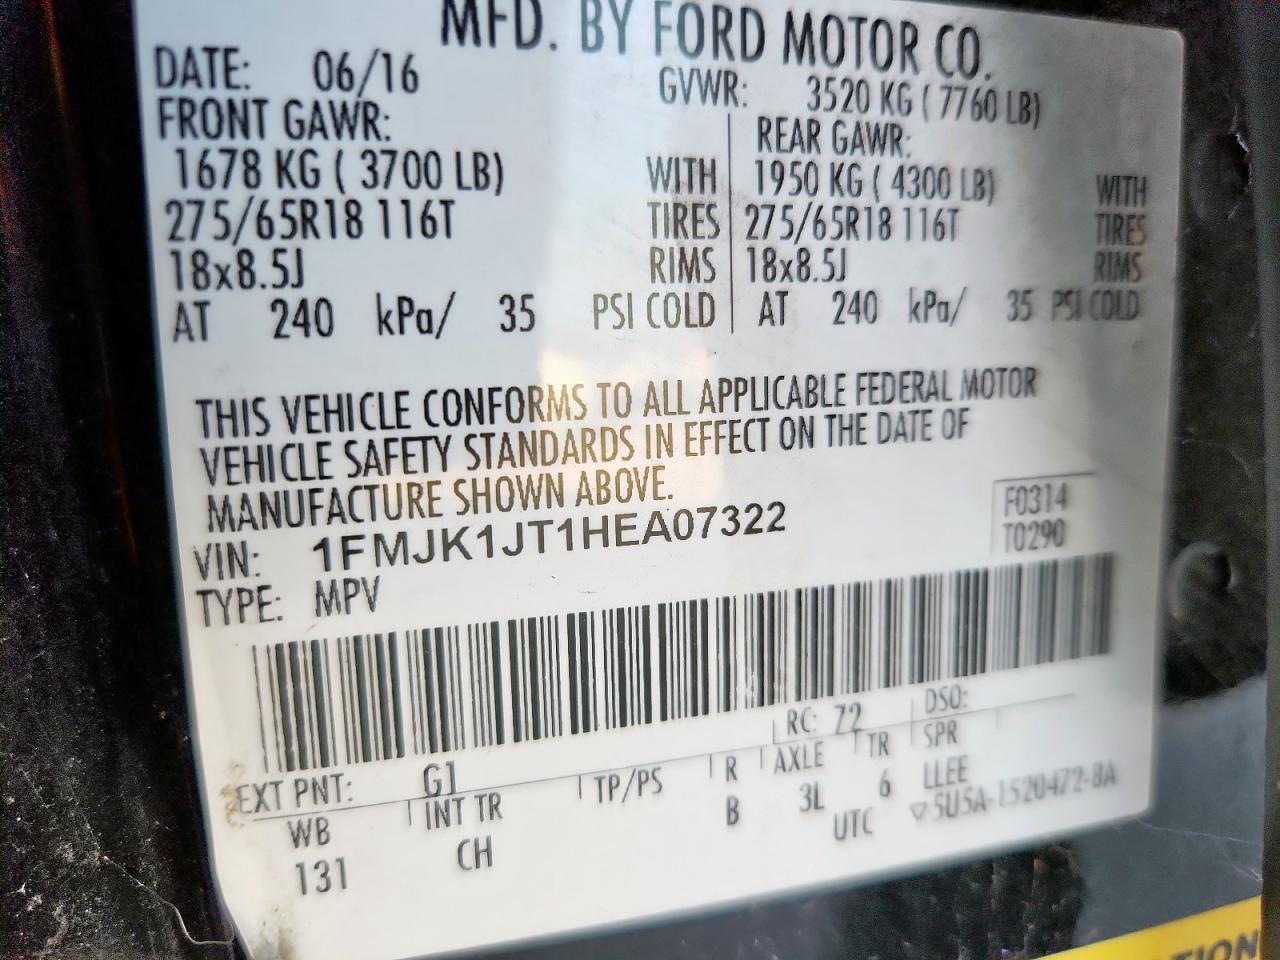 MFD. BY FORD MOTOR CO.
DATE: 06/16 GVWR: 3520 KG ( 7760 LB)
FRONT GAWR: REAR GAWR:
1678 KG ( 3700 LB) WITH 1950 KG ( 4300 LB) WITH
275/65R18 116T TIRES 275/65R18 116T TIRES
18x8.5J RIMS 18x8.5J RIMS
AT 240 kPa/ 35 PSI COLD AT 240 kPa/ 35 PSI COLD
THIS VEHICLE CONFORMS TO ALL APPLICABLE FEDERAL MOTOR
VEHICLE SAFETY STANDARDS IN EFFECT ON THE DATE OF
MANUFACTURE SHOWN ABOVE.
F0314
VIN: 1FMJK1JT1HEA07322
T0290
TYPE: MPV
EXT PNT: G1 RC: 72 DSO:
WB INT TR TP/PS R AXLE TR SPR
131 CH B 3L 6 LLEE
UTC ▽5U5A-1520472-BA